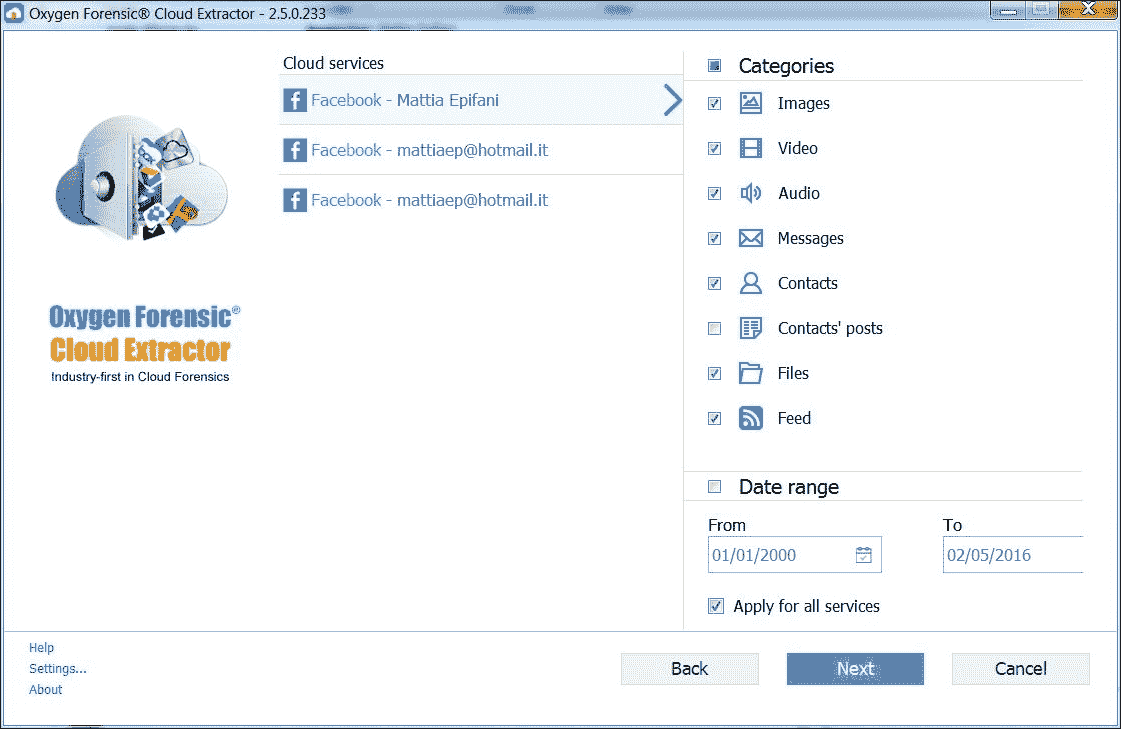 Oxygen Forensic® Cloud Extractor - 2.5.0.233
Cloud services
Facebook - Mattia Epifani
Facebook - mattiaep@hotmail.it
Facebook - mattiaep@hotmail.it
box
Oxygen Forensic®
Cloud Extractor
Industry-first in Cloud Forensics
Categories
Images
Video
Audio
Messages
Contacts
Contacts' posts
Files
Feed
Date range
From To
01/01/2000 02/05/2016
Apply for all services
Help
Settings...
About
Back Next Cancel